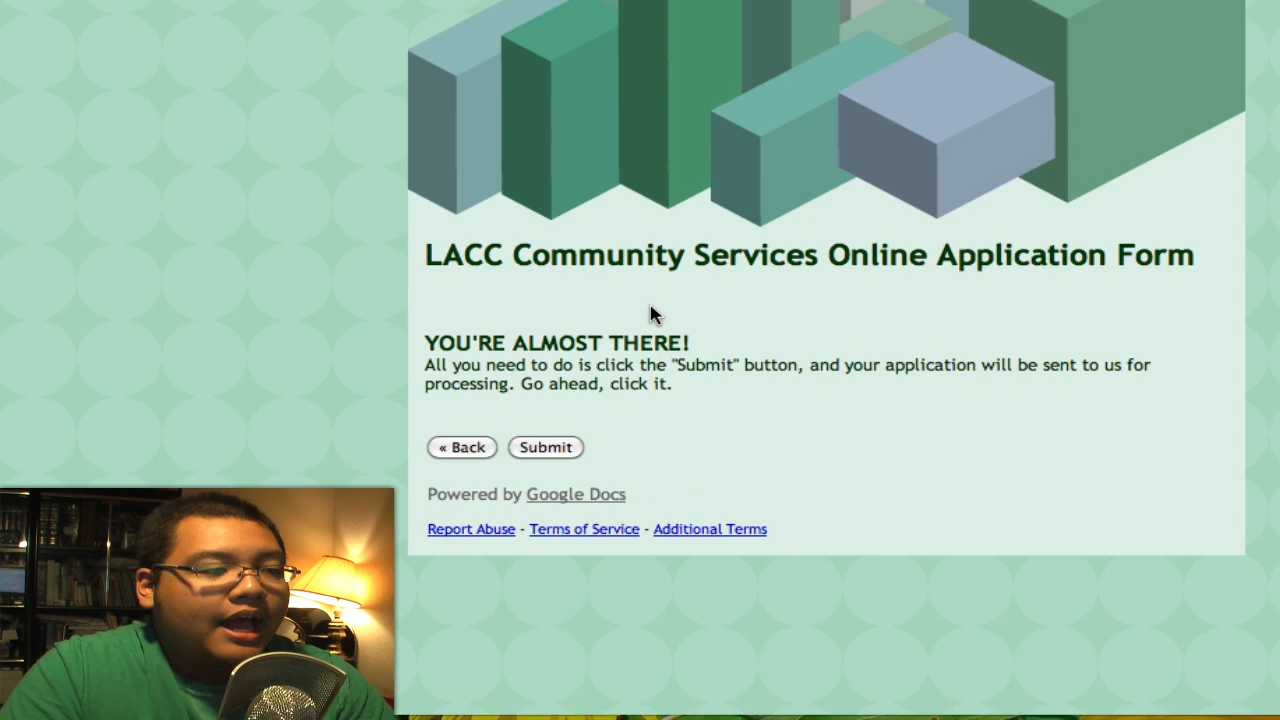 LACC Community Services Online Application Form
YOU'RE ALMOST THERE!
All you need to do is click the "Submit" button, and your application will be sent to us for
processing. Go ahead, click it.
« Back Submit
Powered by Google Docs
Report Abuse - Terms of Service - Additional Terms